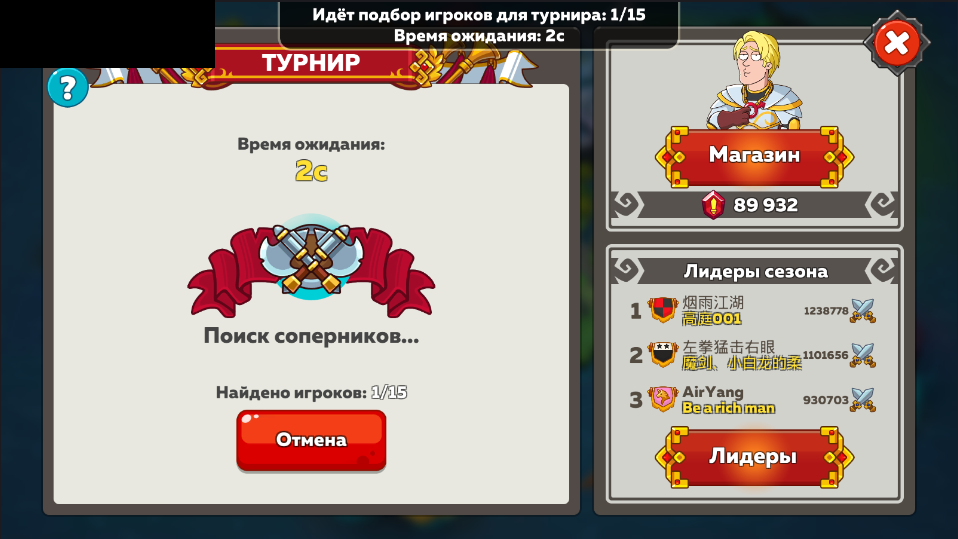 Идёт подбор игроков для турнира: 1/15
Время ожидания: 2с
ТУРНИР
?
Время ожидания:
2с
Поиск соперников...
Найдено игроков: 1/15
Отмена
Магазин
89 932
Лидеры сезона
1 烟雨江湖 1238778
高庭001
2 左拳猛击右眼 1101656
魔剑、小白龙的柔
3 AirYang 930703
Be a rich man
Лидеры